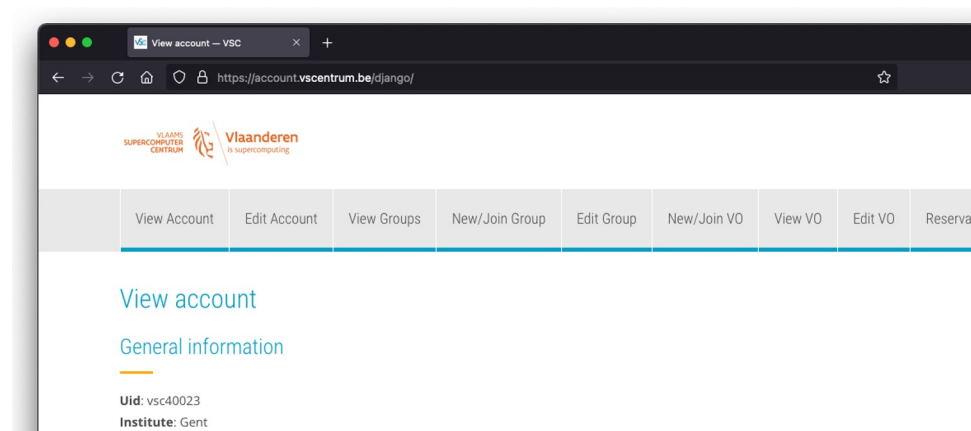 View account — VSC
https://account.vscentrum.be/django/
VLAAMS
SUPERCOMPUTER
CENTRUM
Vlaanderen
is supercomputing
View Account Edit Account View Groups New/Join Group Edit Group New/Join VO View VO Edit VO Reserva
View account
General information
Uid: vsc40023
Institute: Gent